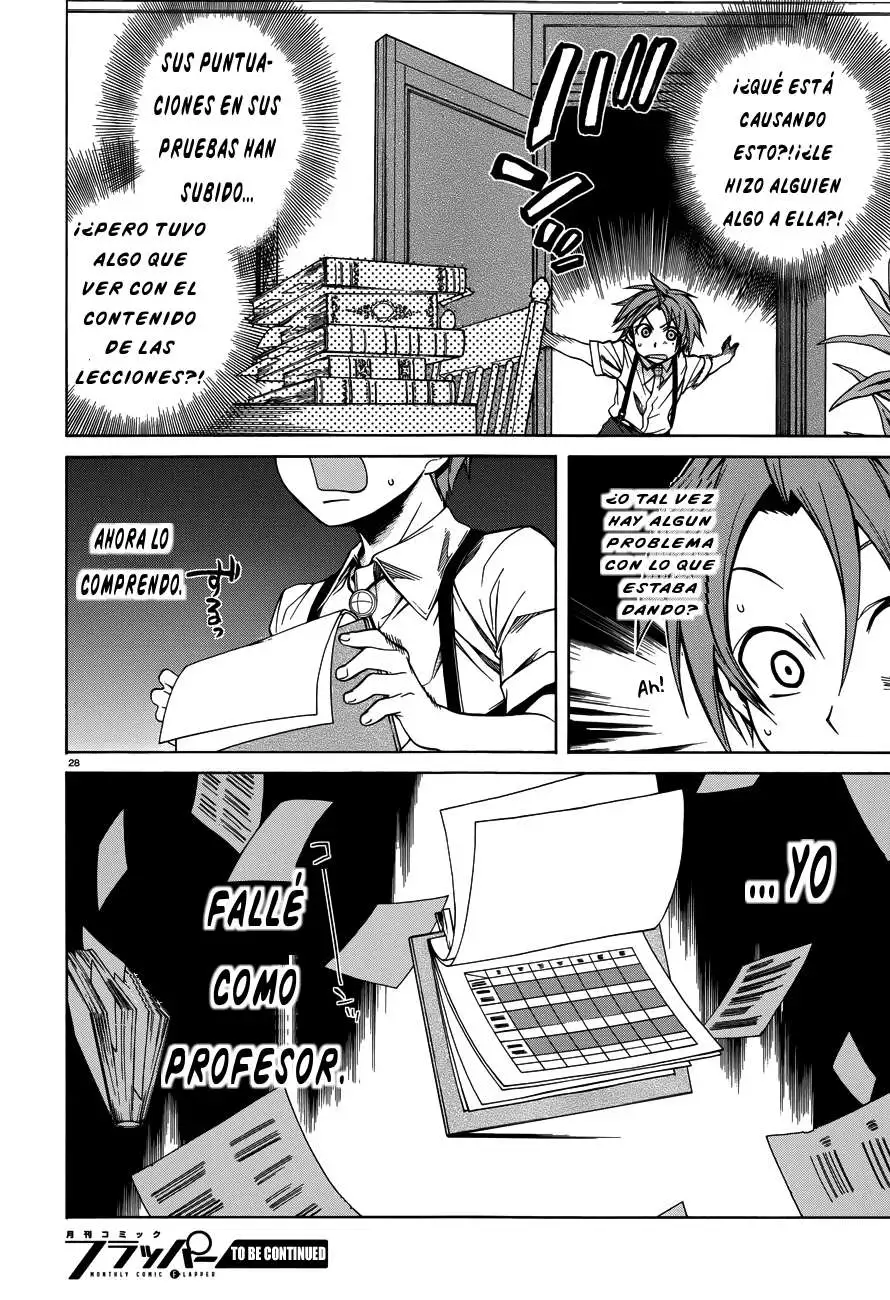 ¡¿QUÉ ESTÁ
CAUSANDO
ESTO?!¡¿LE
HIZO ALGUIEN
ALGO A ELLA?!
SUS PUNTUA-
CIONES EN SUS
PRUEBAS HAN
SUBIDO...
¡¿PERO TUVO
ALGO QUE
VER CON EL
CONTENIDO
DE LAS
LECCIONES?!
¿O TAL VEZ
HAY ALGUN
PROBLEMA
CON LO QUE
ESTABA
DANDO?
Ah!
AHORA LO
COMPRENDO.
28
...YO
FALLÉ
COMO
PROFESOR.
月刊コミック
フラッパー
MONTHLY COMIC FLAPPER
TO BE CONTINUED